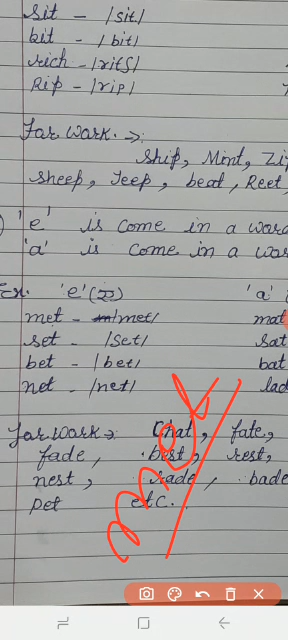 sit - /sit/
bit - /bit/
rich - /ritʃ/
Rip - /rip/
For work. →:
Ship, Mint, Zip
Sheep, Jeep, beat, Reet,
'e' is come in a word
'a' is come in a wor
Ex. 'e' 'a'
met - /met/ mat
set - /set/ sat
bet - /bet/ bat
net - /net/ lad
for work →: Chat, fate,
fade, best, rest,
nest, bade
pet etc..